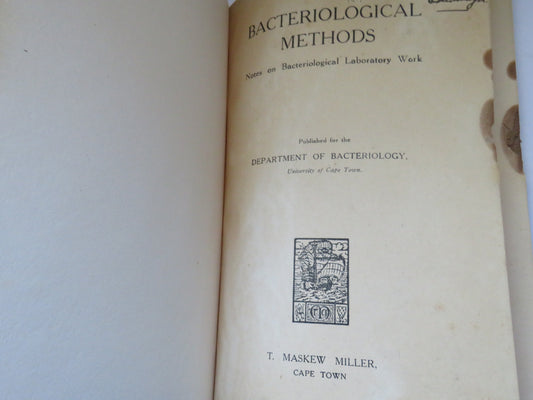 BACTERIOLOGICAL
METHODS
Notes on Bacteriological Laboratory Work
Published for the
DEPARTMENT OF BACTERIOLOGY,
University of Cape Town.
T. MASKEW MILLER,
CAPE TOWN